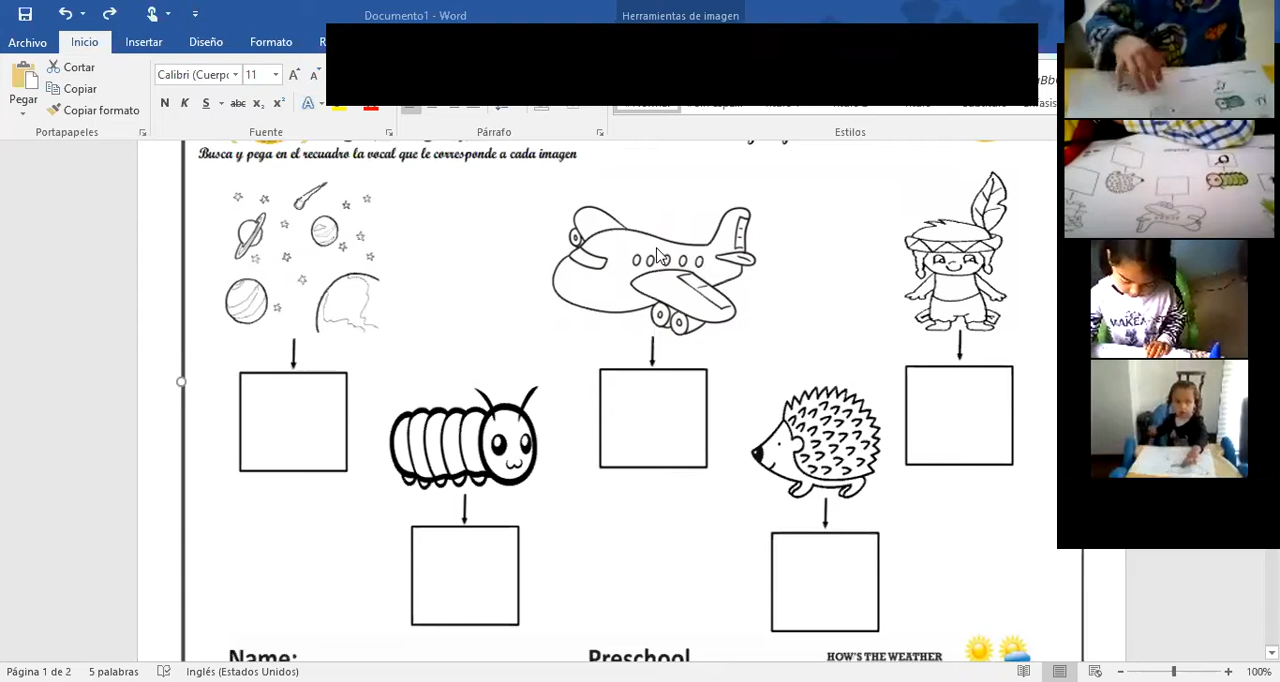 Documento1 - Word
Herramientas de imagen
Archivo
Inicio
Insertar
Diseño
Formato
Cortar
Copiar
Copiar formato
Pegar
Calibri (Cuerpo
11
N K S abc x₂ x²
Portapapeles
Fuente
Párrafo
Estilos
Busca y pega en el recuadro la vocal que le corresponde a cada imagen
Name:
Preschool
HOW'S THE WEATHER
Página 1 de 2
5 palabras
Inglés (Estados Unidos)
100%